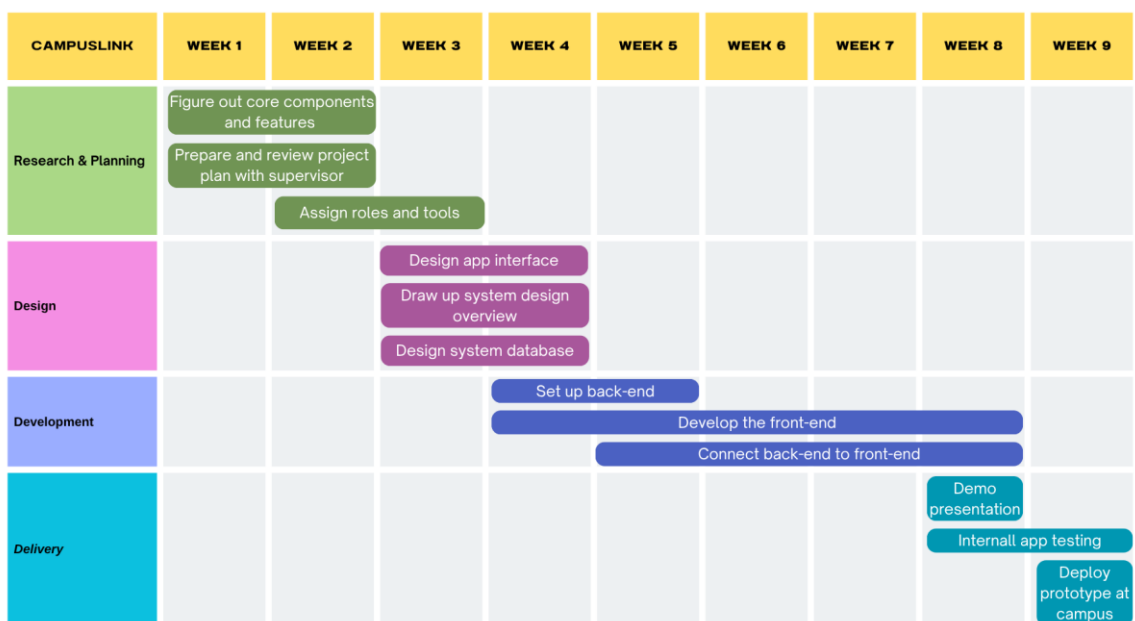 CAMPUSLINK
WEEK 1
WEEK 2
WEEK 3
WEEK 4
WEEK 5
WEEK 6
WEEK 7
WEEK 8
WEEK 9
Research & Planning
Figure out core components
and features
Prepare and review project
plan with supervisor
Assign roles and tools
Design
Design app interface
Draw up system design
overview
Design system database
Development
Set up back-end
Develop the front-end
Connect back-end to front-end
Delivery
Demo
presentation
Internall app testing
Deploy
prototype at
campus